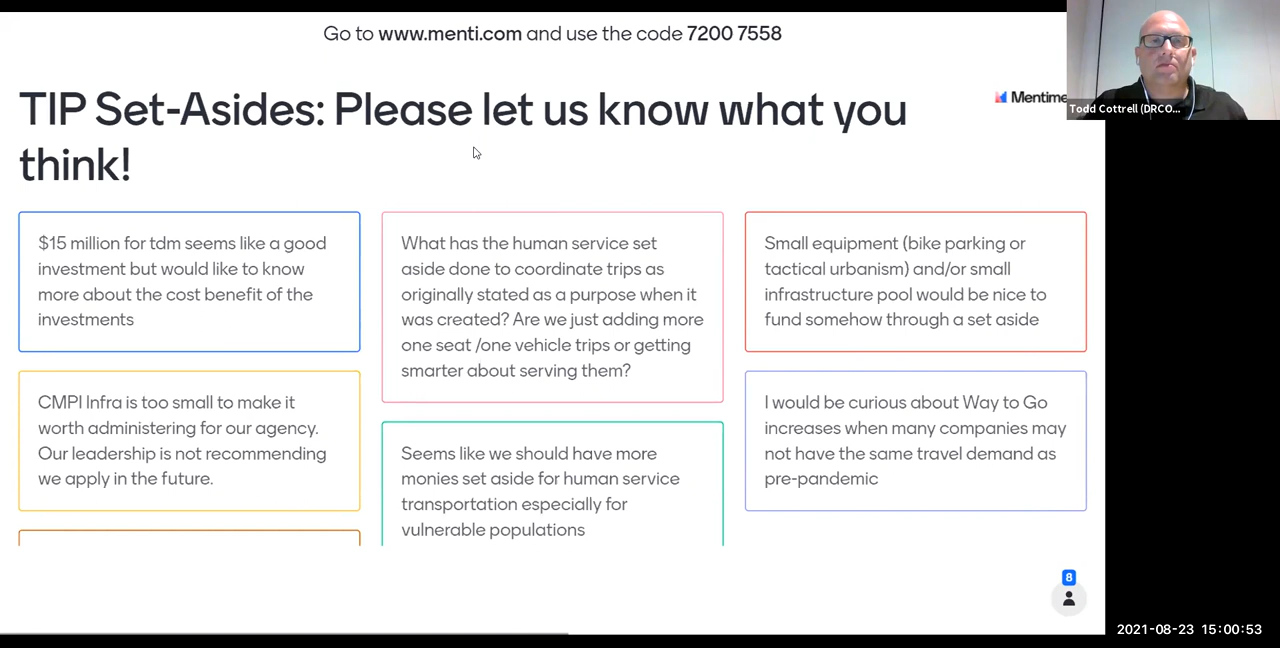 Go to www.menti.com and use the code 7200 7558
TIP Set-Asides: Please let us know what you
think!
Mentime
Todd Cottrell (DRCO...
$15 million for tdm seems like a good
investment but would like to know
more about the cost benefit of the
investments
What has the human service set
aside done to coordinate trips as
originally stated as a purpose when it
was created? Are we just adding more
one seat /one vehicle trips or getting
smarter about serving them?
Small equipment (bike parking or
tactical urbanism) and/or small
infrastructure pool would be nice to
fund somehow through a set aside
CMPI Infra is too small to make it
worth administering for our agency.
Our leadership is not recommending
we apply in the future.
Seems like we should have more
monies set aside for human service
transportation especially for
vulnerable populations
I would be curious about Way to Go
increases when many companies may
not have the same travel demand as
pre-pandemic
8
2021-08-23 15:00:53